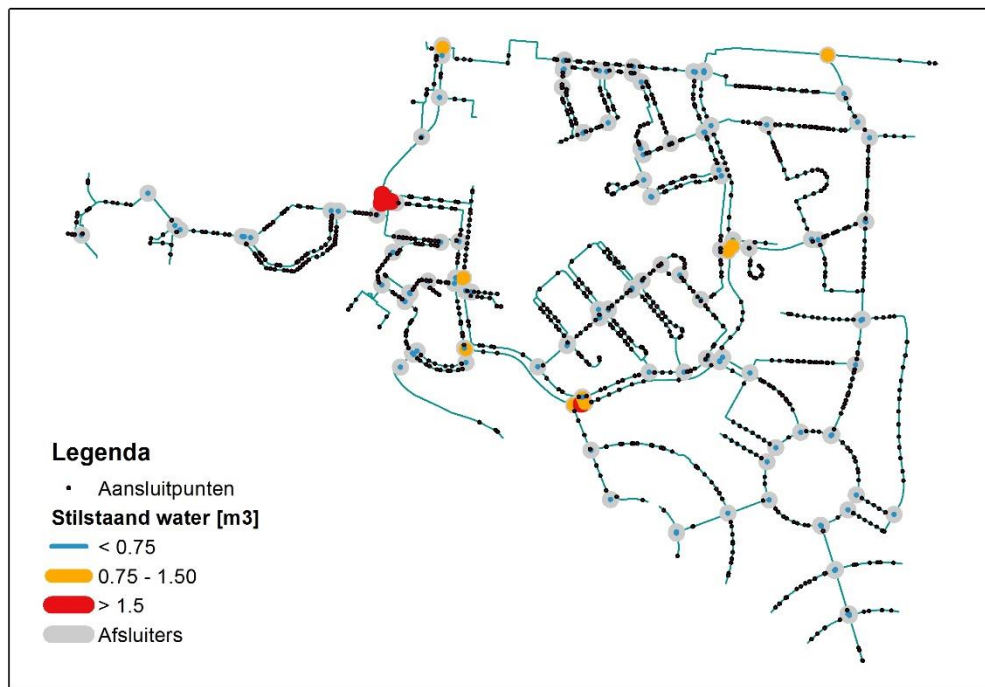 Legenda
Aansluitpunten
Stilstaand water [m3]
< 0.75
0.75 - 1.50
> 1.5
Afsluiters